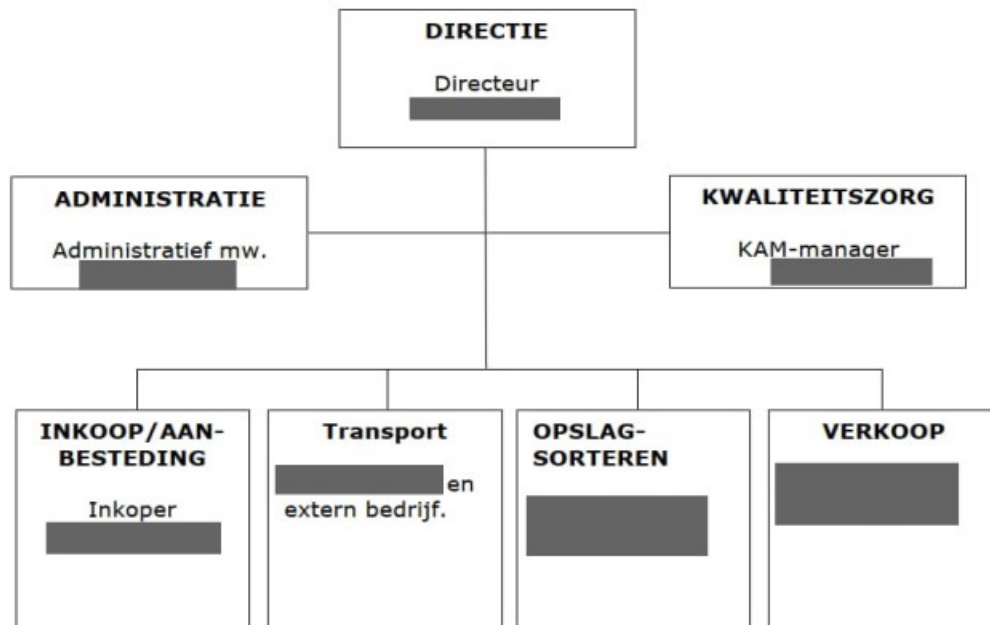 DIRECTIE
Directeur
ADMINISTRATIE
Administratief mw.
KWALITEITSZORG
KAM-manager
INKOOP/AAN-
BESTEDING
Inkoper
Transport
en
extern bedrijf.
OPSLAG-
SORTEREN
VERKOOP